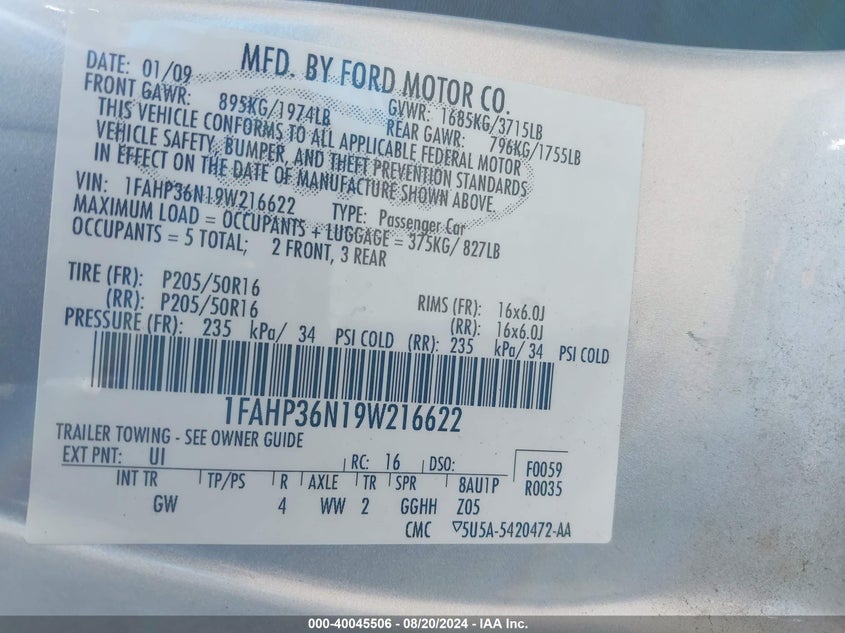 MFD. BY FORD MOTOR CO.
DATE: 01/09
FRONT GAWR: 895KG/1974LB GVWR: 1685KG/3715LB
REAR GAWR: 796KG/1755LB
THIS VEHICLE CONFORMS TO ALL APPLICABLE FEDERAL MOTOR
VEHICLE SAFETY, BUMPER, AND THEFT PREVENTION STANDARDS
IN EFFECT ON THE DATE OF MANUFACTURE SHOWN ABOVE.
VIN: 1FAHP36N19W216622 TYPE: Passenger Car
MAXIMUM LOAD = OCCUPANTS + LUGGAGE = 375KG/ 827LB
OCCUPANTS = 5 TOTAL; 2 FRONT, 3 REAR
TIRE (FR): P205/50R16 RIMS (FR): 16x6.0J
(RR): P205/50R16 (RR): 16x6.0J
PRESSURE (FR): 235 kPa/ 34 PSI COLD (RR): 235 kPa/ 34 PSI COLD
1FAHP36N19W216622
TRAILER TOWING - SEE OWNER GUIDE
EXT PNT: UI RC: 16 DSO: F0059
INT TR TP/PS R AXLE TR SPR 8AU1P R0035
GW 4 WW 2 GGHH Z05
CMC ▽5U5A-5420472-AA
000-40045506 - 08/20/2024 - IAA Inc.